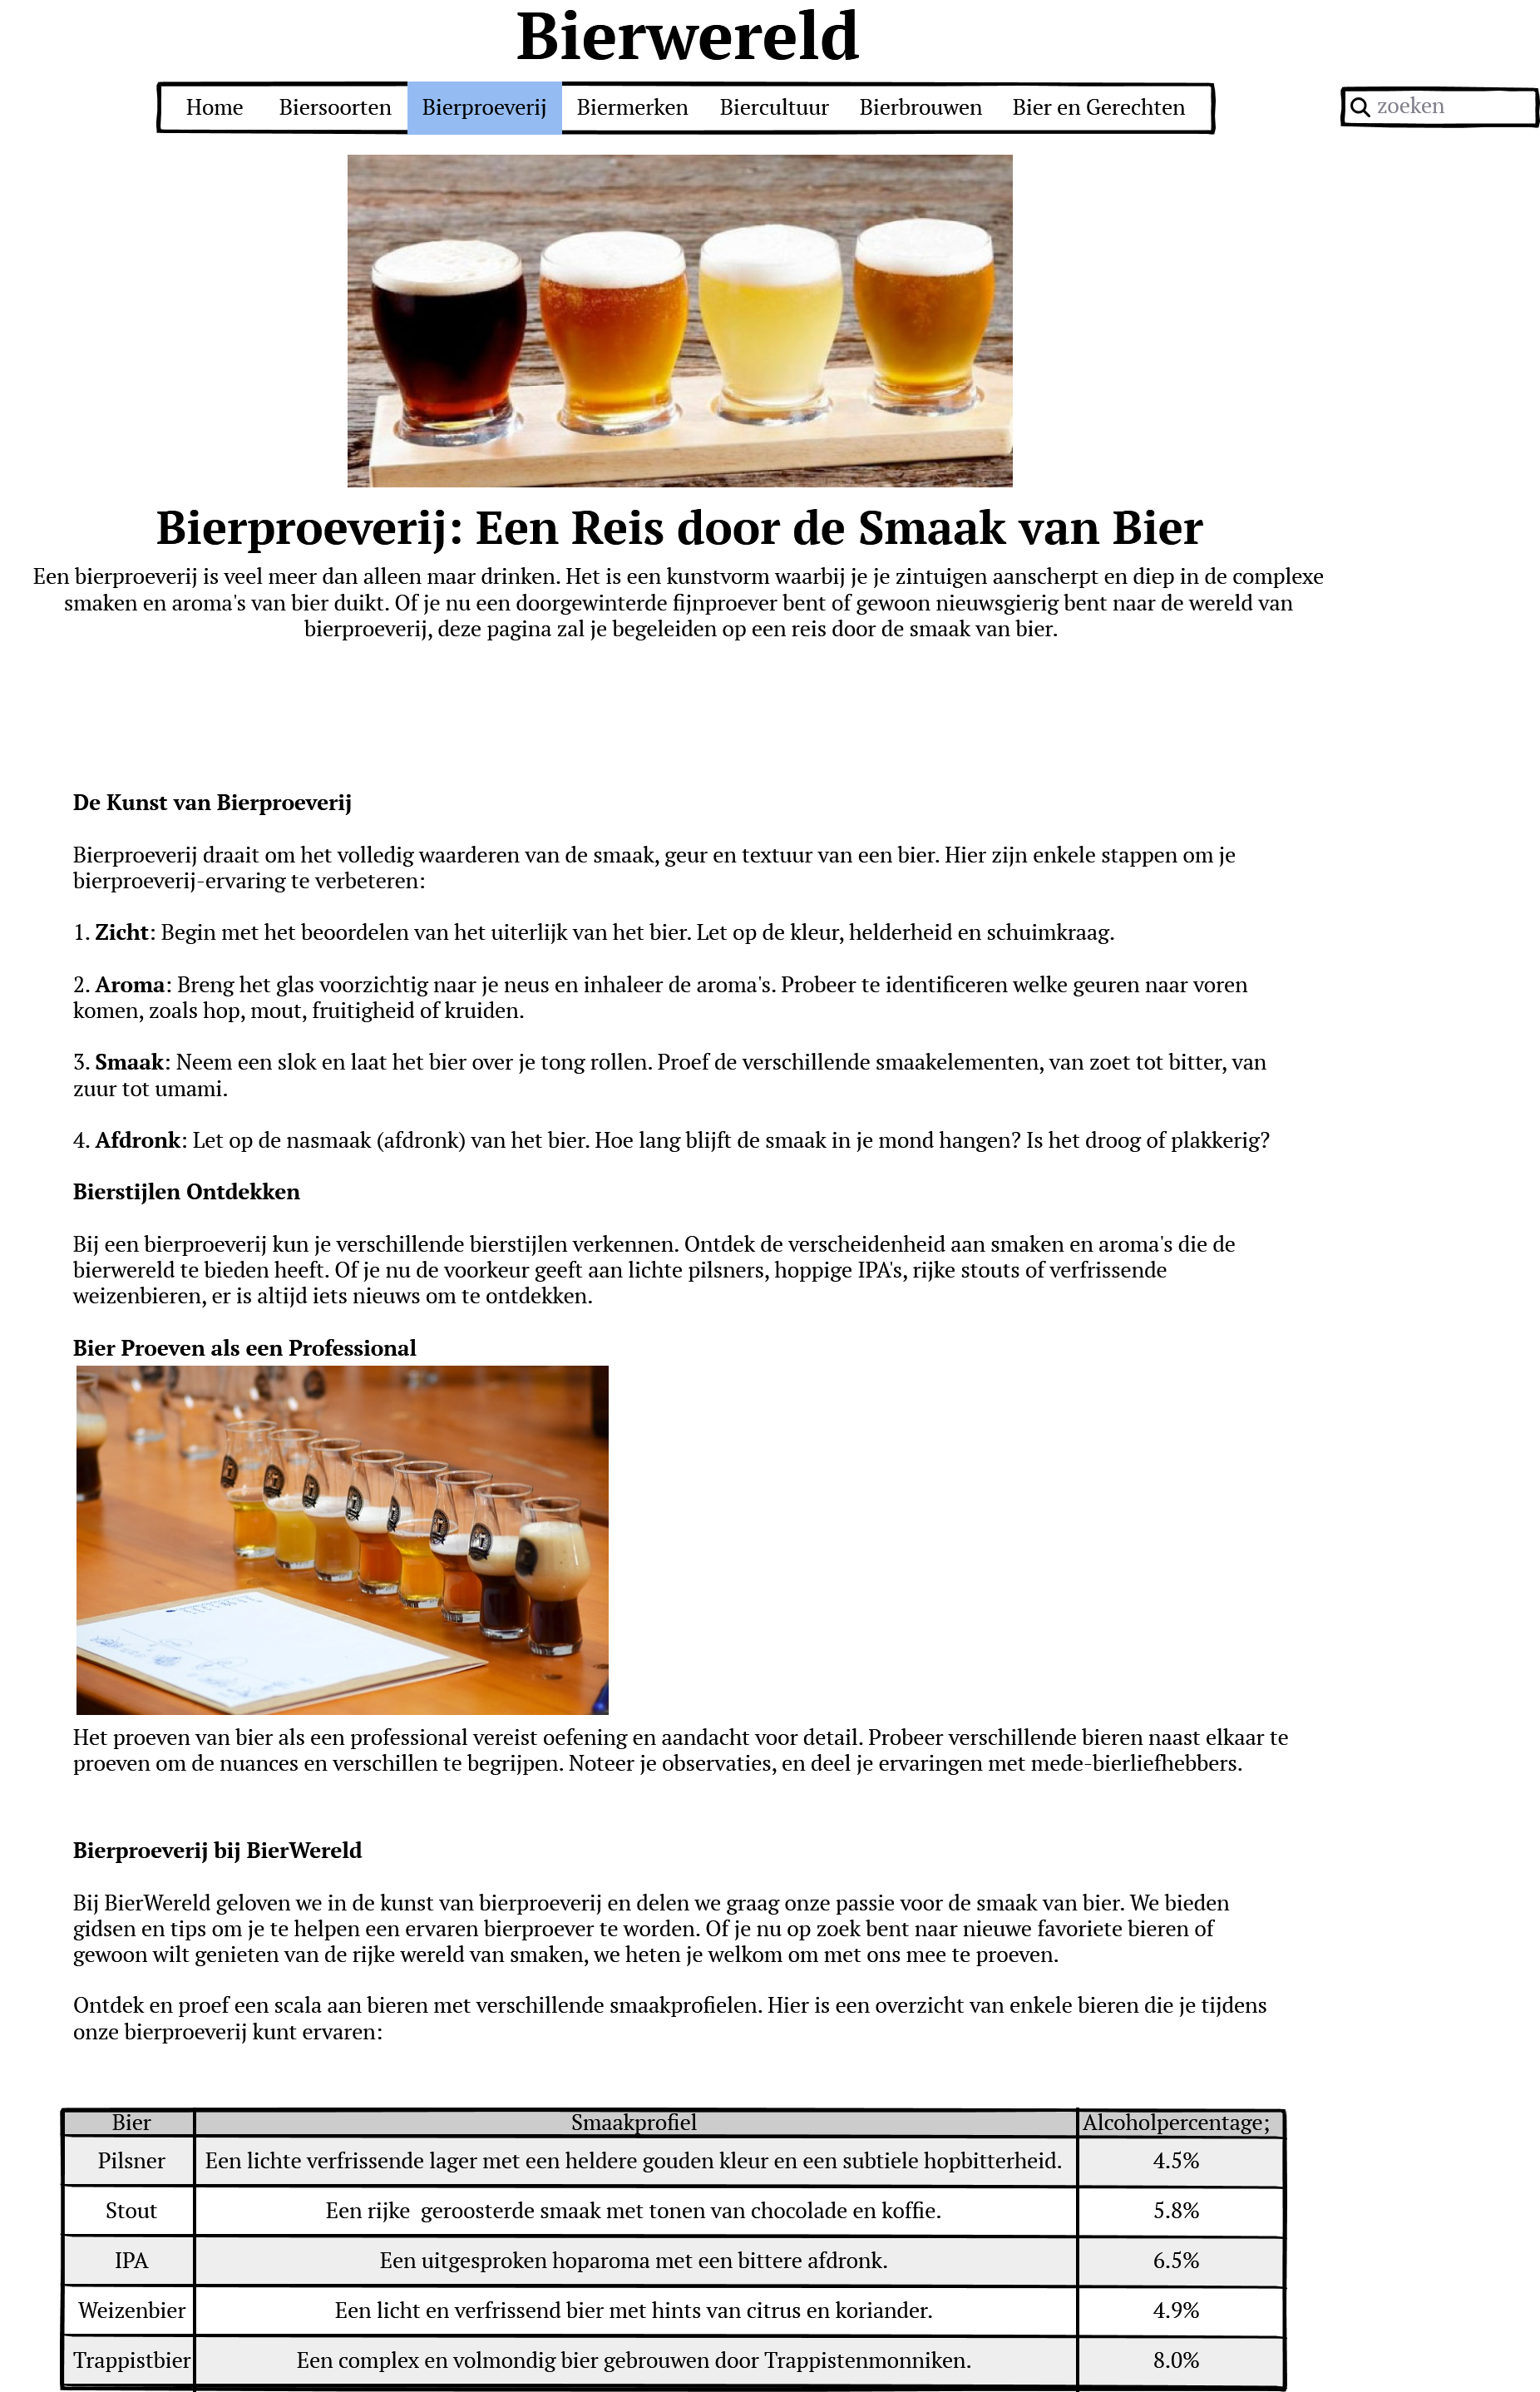 Bierwereld
Home Biersoorten Bierproeverij Biermerken Biercultuur Bierbrouwen Bier en Gerechten
zoeken
Bierproeverij: Een Reis door de Smaak van Bier
Een bierproeverij is veel meer dan alleen maar drinken. Het is een kunstvorm waarbij je je zintuigen aanscherpt en diep in de complexe
smaken en aroma's van bier duikt. Of je nu een doorgewinterde fijnproever bent of gewoon nieuwsgierig bent naar de wereld van
bierproeverij, deze pagina zal je begeleiden op een reis door de smaak van bier.
De Kunst van Bierproeverij
Bierproeverij draait om het volledig waarderen van de smaak, geur en textuur van een bier. Hier zijn enkele stappen om je
bierproeverij-ervaring te verbeteren:
1. Zicht: Begin met het beoordelen van het uiterlijk van het bier. Let op de kleur, helderheid en schuimkraag.
2. Aroma: Breng het glas voorzichtig naar je neus en inhaleer de aroma's. Probeer te identificeren welke geuren naar voren
komen, zoals hop, mout, fruitigheid of kruiden.
3. Smaak: Neem een slok en laat het bier over je tong rollen. Proef de verschillende smaakelementen, van zoet tot bitter, van
zuur tot umami.
4. Afdronk: Let op de nasmaak (afdronk) van het bier. Hoe lang blijft de smaak in je mond hangen? Is het droog of plakkerig?
Bierstijlen Ontdekken
Bij een bierproeverij kun je verschillende bierstijlen verkennen. Ontdek de verscheidenheid aan smaken en aroma's die de
bierwereld te bieden heeft. Of je nu de voorkeur geeft aan lichte pilsners, hoppige IPA's, rijke stouts of verfrissende
weizenbieren, er is altijd iets nieuws om te ontdekken.
Bier Proeven als een Professional
Het proeven van bier als een professional vereist oefening en aandacht voor detail. Probeer verschillende bieren naast elkaar te
proeven om de nuances en verschillen te begrijpen. Noteer je observaties, en deel je ervaringen met mede-bierliefhebbers.
Bierproeverij bij BierWereld
Bij BierWereld geloven we in de kunst van bierproeverij en delen we graag onze passie voor de smaak van bier. We bieden
gidsen en tips om je te helpen een ervaren bierproever te worden. Of je nu op zoek bent naar nieuwe favoriete bieren of
gewoon wilt genieten van de rijke wereld van smaken, we heten je welkom om met ons mee te proeven.
Ontdek en proef een scala aan bieren met verschillende smaakprofielen. Hier is een overzicht van enkele bieren die je tijdens
onze bierproeverij kunt ervaren:
Bier Smaakprofiel Alcoholpercentage;
Pilsner Een lichte verfrissende lager met een heldere gouden kleur en een subtiele hopbitterheid. 4.5%
Stout Een rijke  geroosterde smaak met tonen van chocolade en koffie. 5.8%
IPA Een uitgesproken hoparoma met een bittere afdronk. 6.5%
Weizenbier Een licht en verfrissend bier met hints van citrus en koriander. 4.9%
Trappistbier Een complex en volmondig bier gebrouwen door Trappistenmonniken. 8.0%